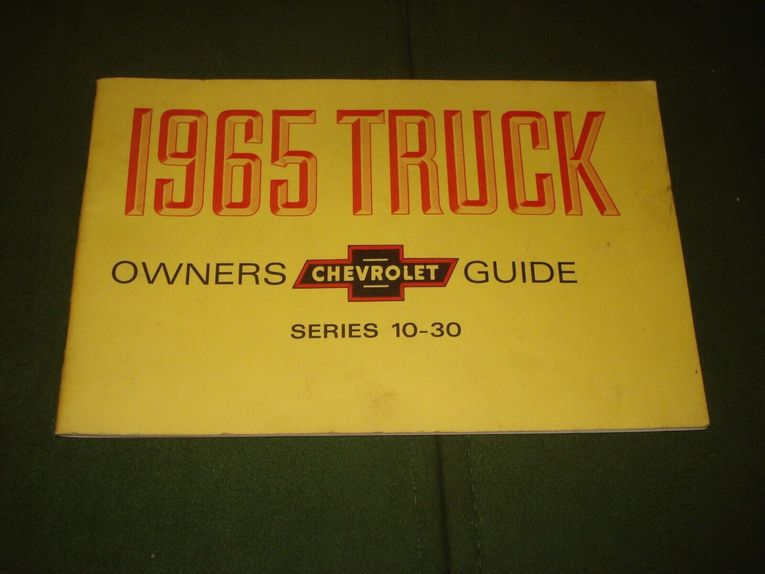 1965 TRUCK
OWNERS CHEVROLET GUIDE
SERIES 10-30